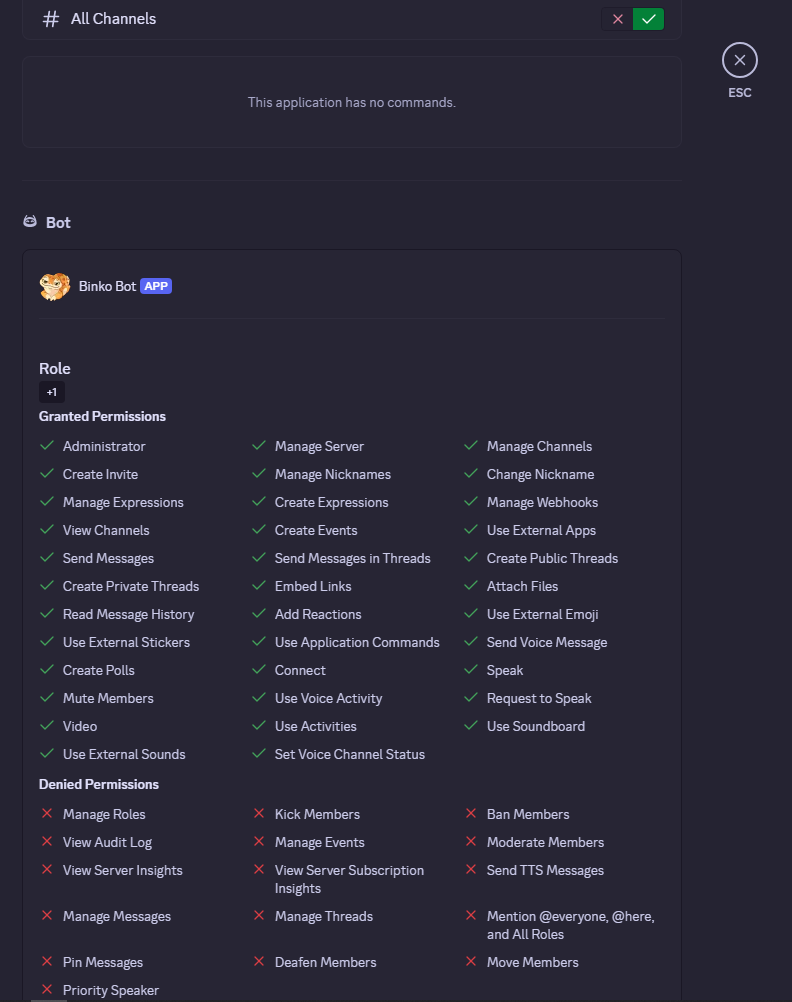 All Channels
ESC
This application has no commands.
Bot
Binko Bot APP
Role
+1
Granted Permissions
Administrator Manage Server Manage Channels
Create Invite Manage Nicknames Change Nickname
Manage Expressions Create Expressions Manage Webhooks
View Channels Create Events Use External Apps
Send Messages Send Messages in Threads Create Public Threads
Create Private Threads Embed Links Attach Files
Read Message History Add Reactions Use External Emoji
Use External Stickers Use Application Commands Send Voice Message
Create Polls Connect Speak
Mute Members Use Voice Activity Request to Speak
Video Use Activities Use Soundboard
Use External Sounds Set Voice Channel Status
Denied Permissions
Manage Roles Kick Members Ban Members
View Audit Log Manage Events Moderate Members
View Server Insights View Server Subscription Send TTS Messages
Insights
Manage Messages Manage Threads Mention @everyone, @here,
and All Roles
Pin Messages Deafen Members Move Members
Priority Speaker